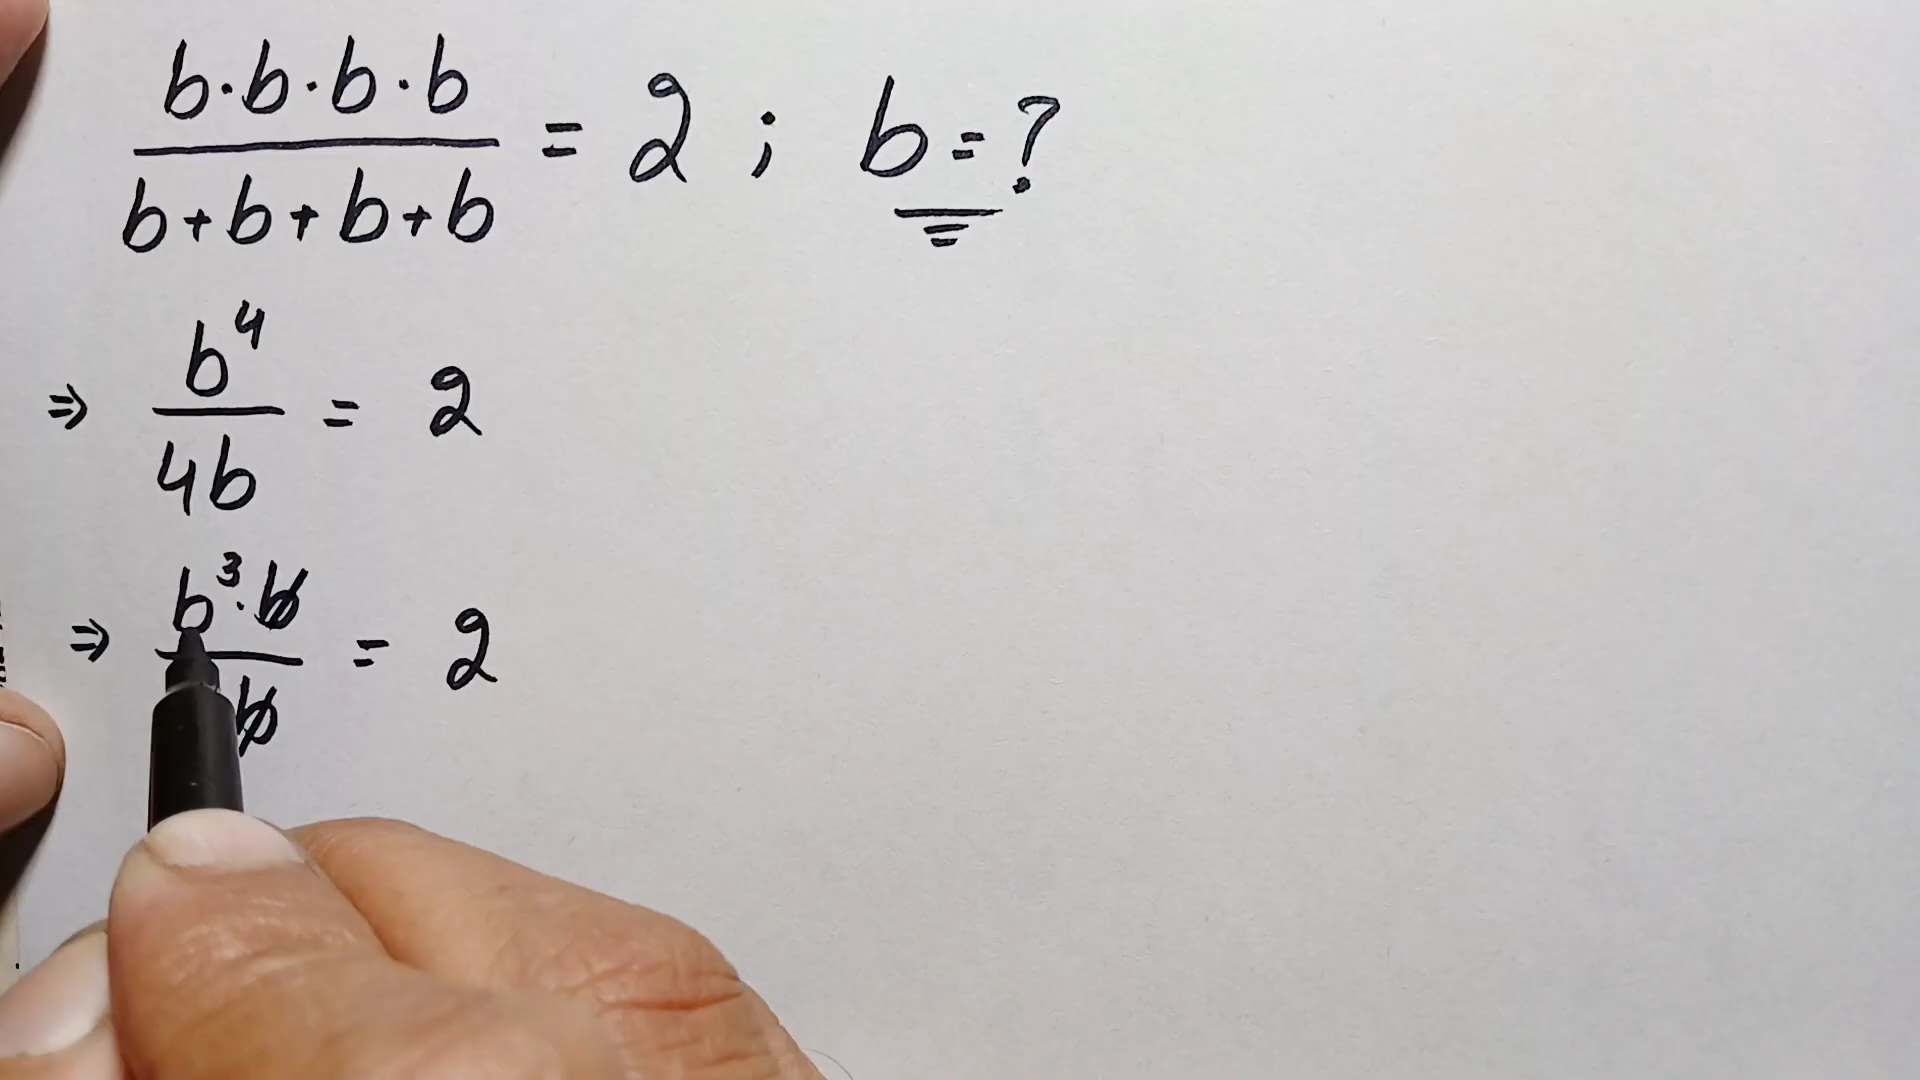 b·b·b·b
b+b+b+b = 2 ; b=?
⇒ b⁴/4b = 2
⇒ b³·b/b = 2